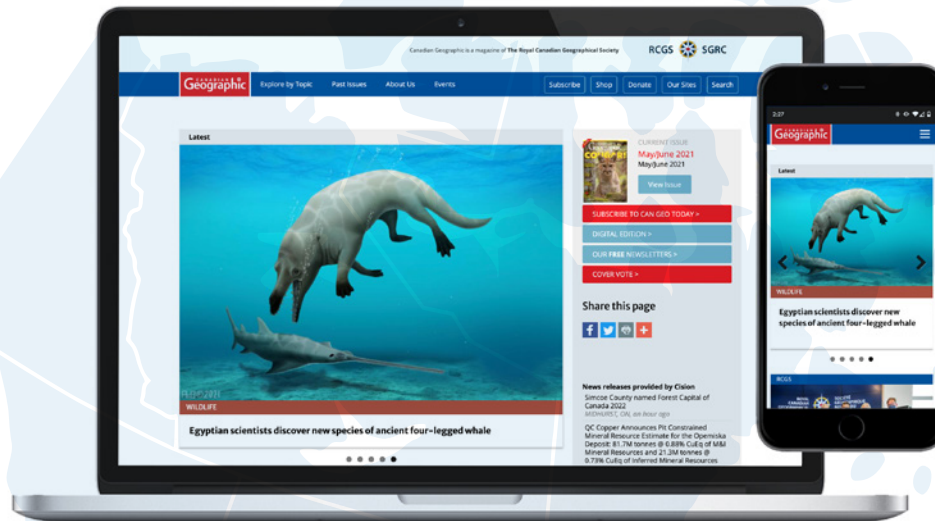 Canadian Geographic is a magazine of The Royal Canadian Geographical Society
RCGS SGRC
CANADIAN
Geographic
Explore by Topic Past Issues About Us Events
Subscribe Shop Donate Our Sites Search
Latest
WILDLIFE
Egyptian scientists discover new species of ancient four-legged whale
CURRENT ISSUE
May/June 2021
May/June 2021
View Issue
SUBSCRIBE TO CAN GEO TODAY >
DIGITAL EDITION >
OUR FREE NEWSLETTERS >
COVER VOTE >
Share this page
News releases provided by Cision
Simcoe County named Forest Capital of
Canada 2022
MIDHURST, ON, an hour ago
QC Copper Announces Pit Constrained
Mineral Resource Estimate for the Opemiska
Deposit: 81.7M tonnes @ 0.88% CuEq of M&I
Mineral Resources and 21.3M tonnes @
0.73% CuEq of Inferred Mineral Resources
2:07
CANADIAN
Geographic
Latest
WILDLIFE
Egyptian scientists discover new
species of ancient four-legged whale
RCGS
ROYAL
CANADIAN